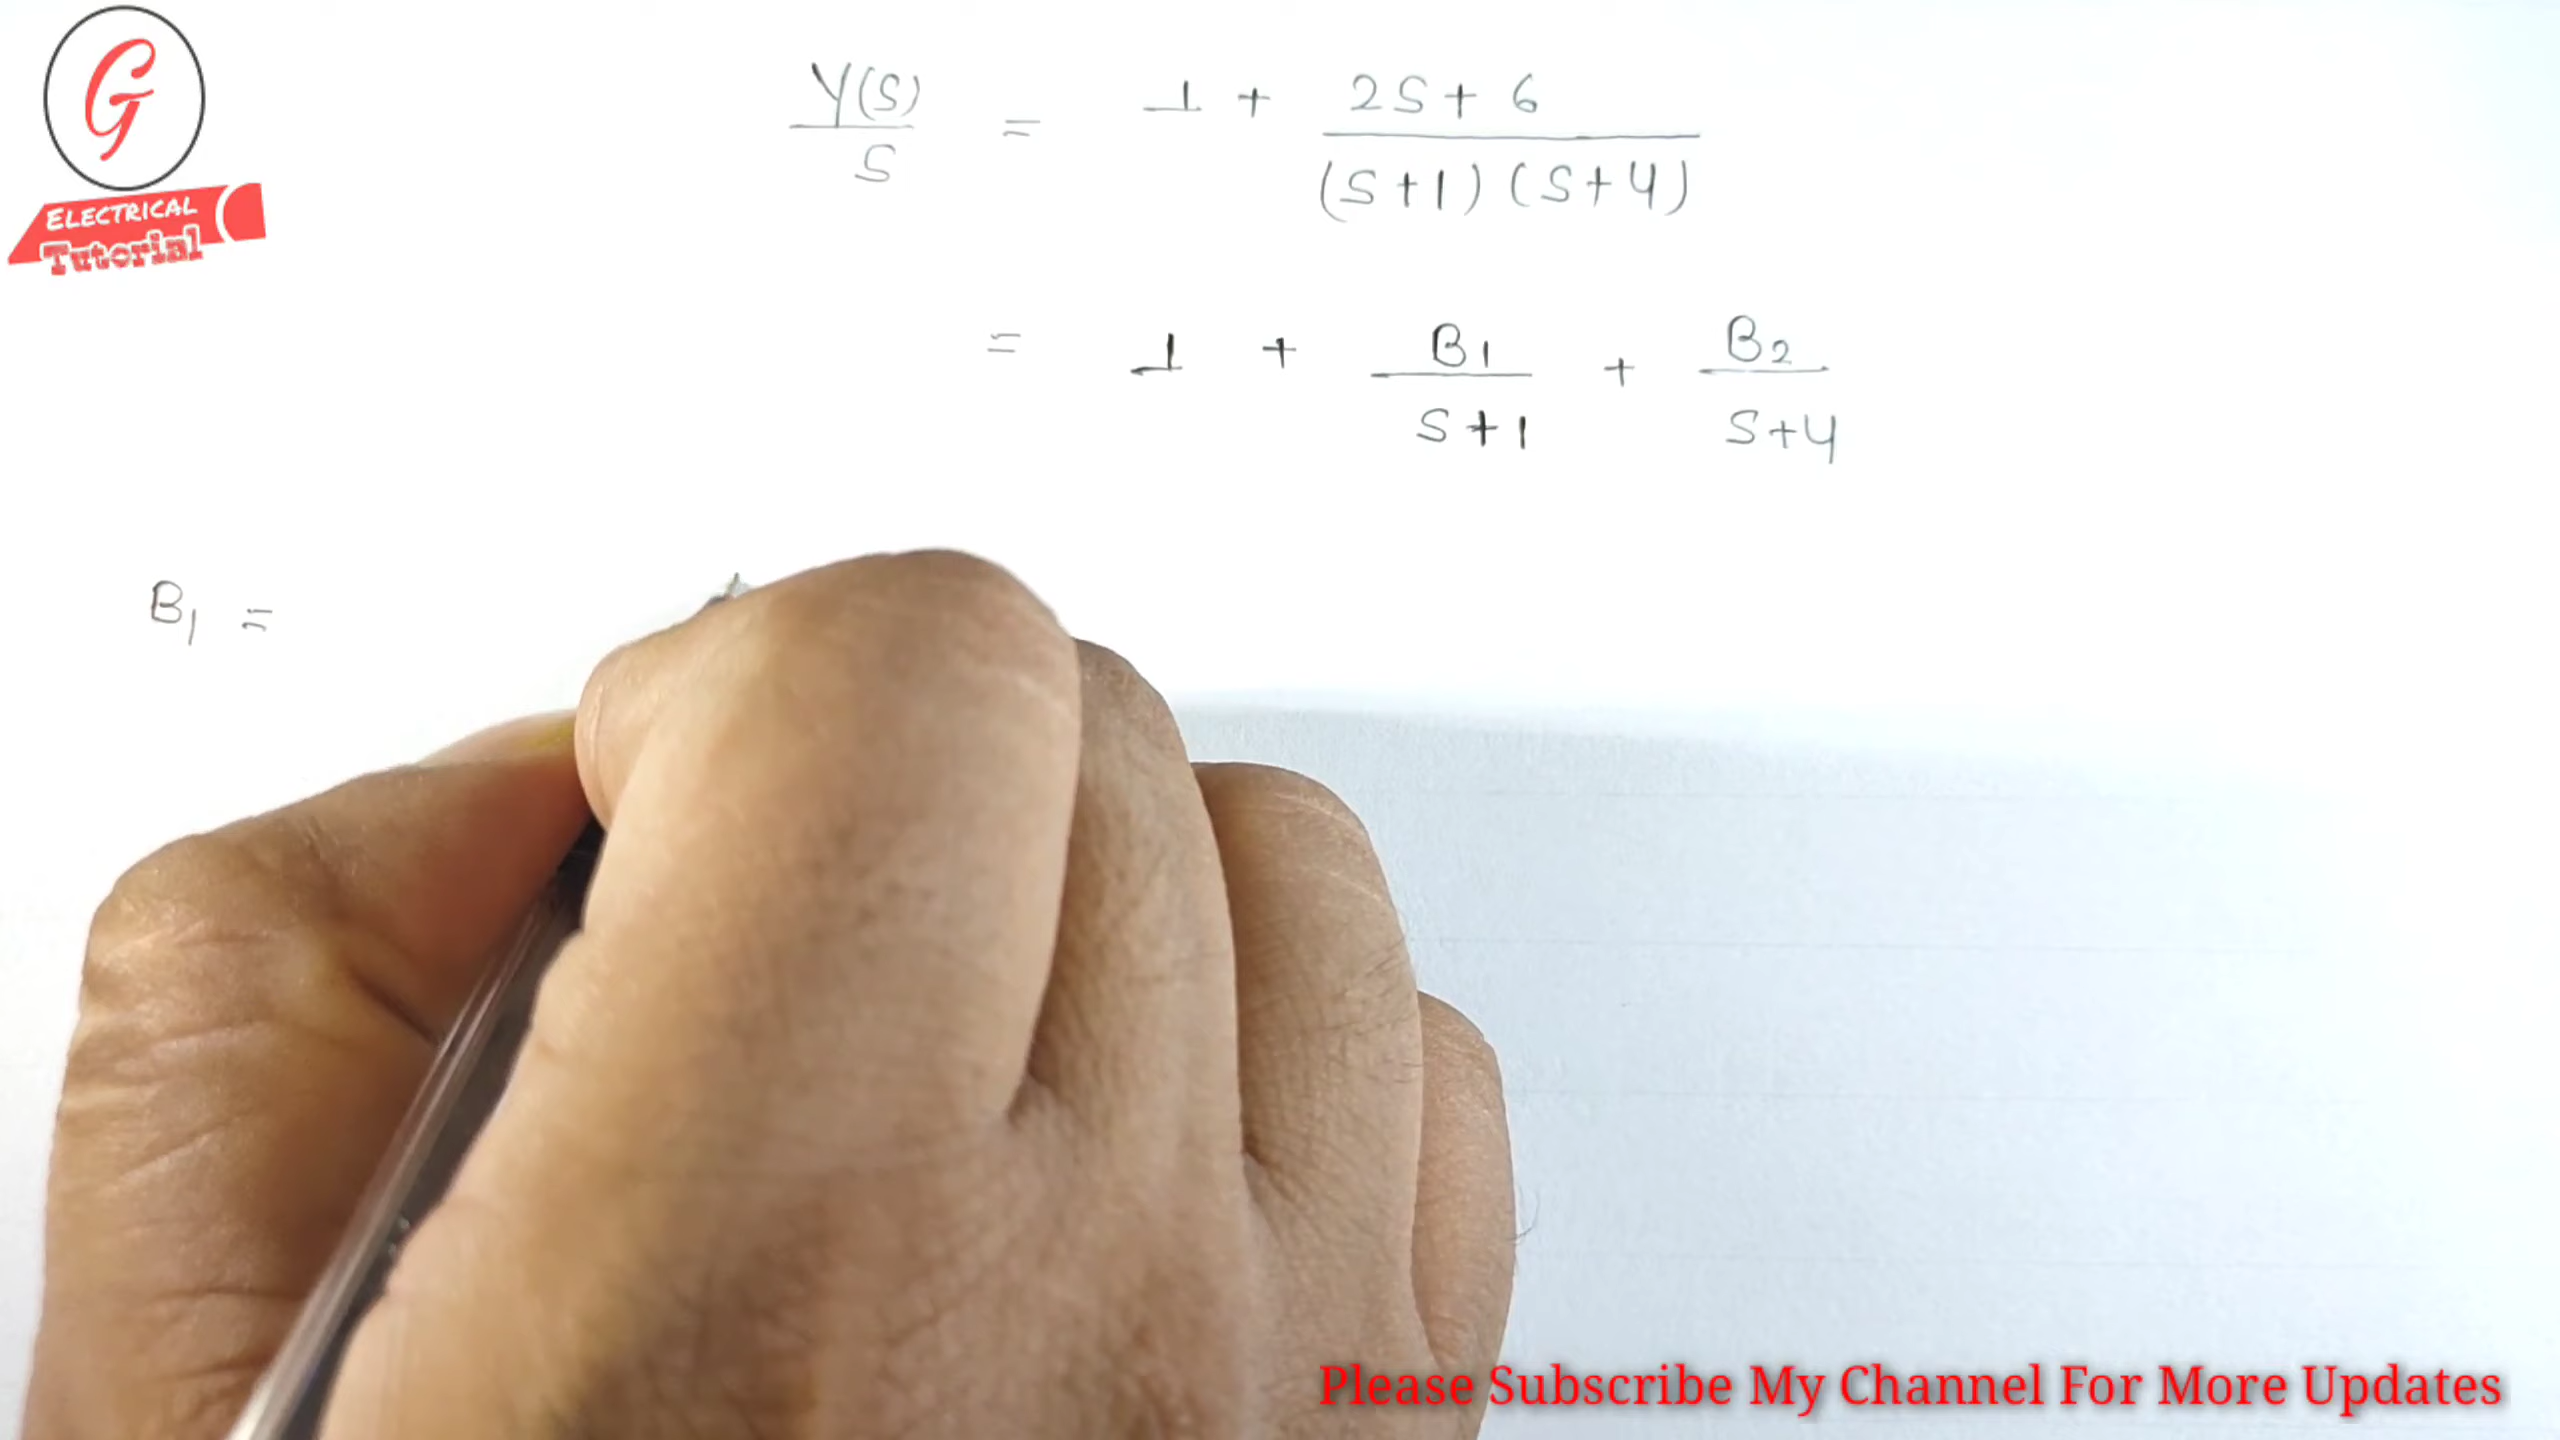 G
ELECTRICAL
Tutorial
Y(S)/S = 1 + 2S+6/(S+1)(S+4)
= 1 + B1/S+1 + B2/S+4
B1 =
Please Subscribe My Channel For More Updates